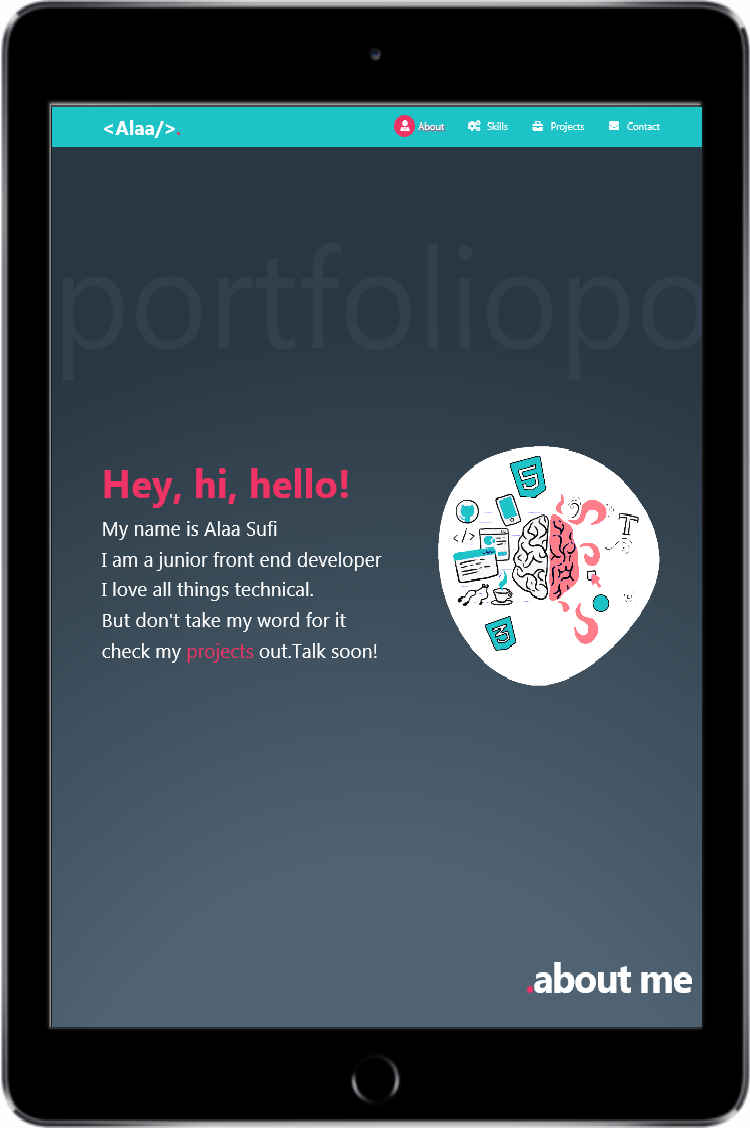 <Alaa/>.
About Skills Projects Contact
portfoliopo
Hey, hi, hello!
My name is Alaa Sufi
I am a junior front end developer
I love all things technical.
But don't take my word for it
check my projects out.Talk soon!
5
</>
T
3
.about me